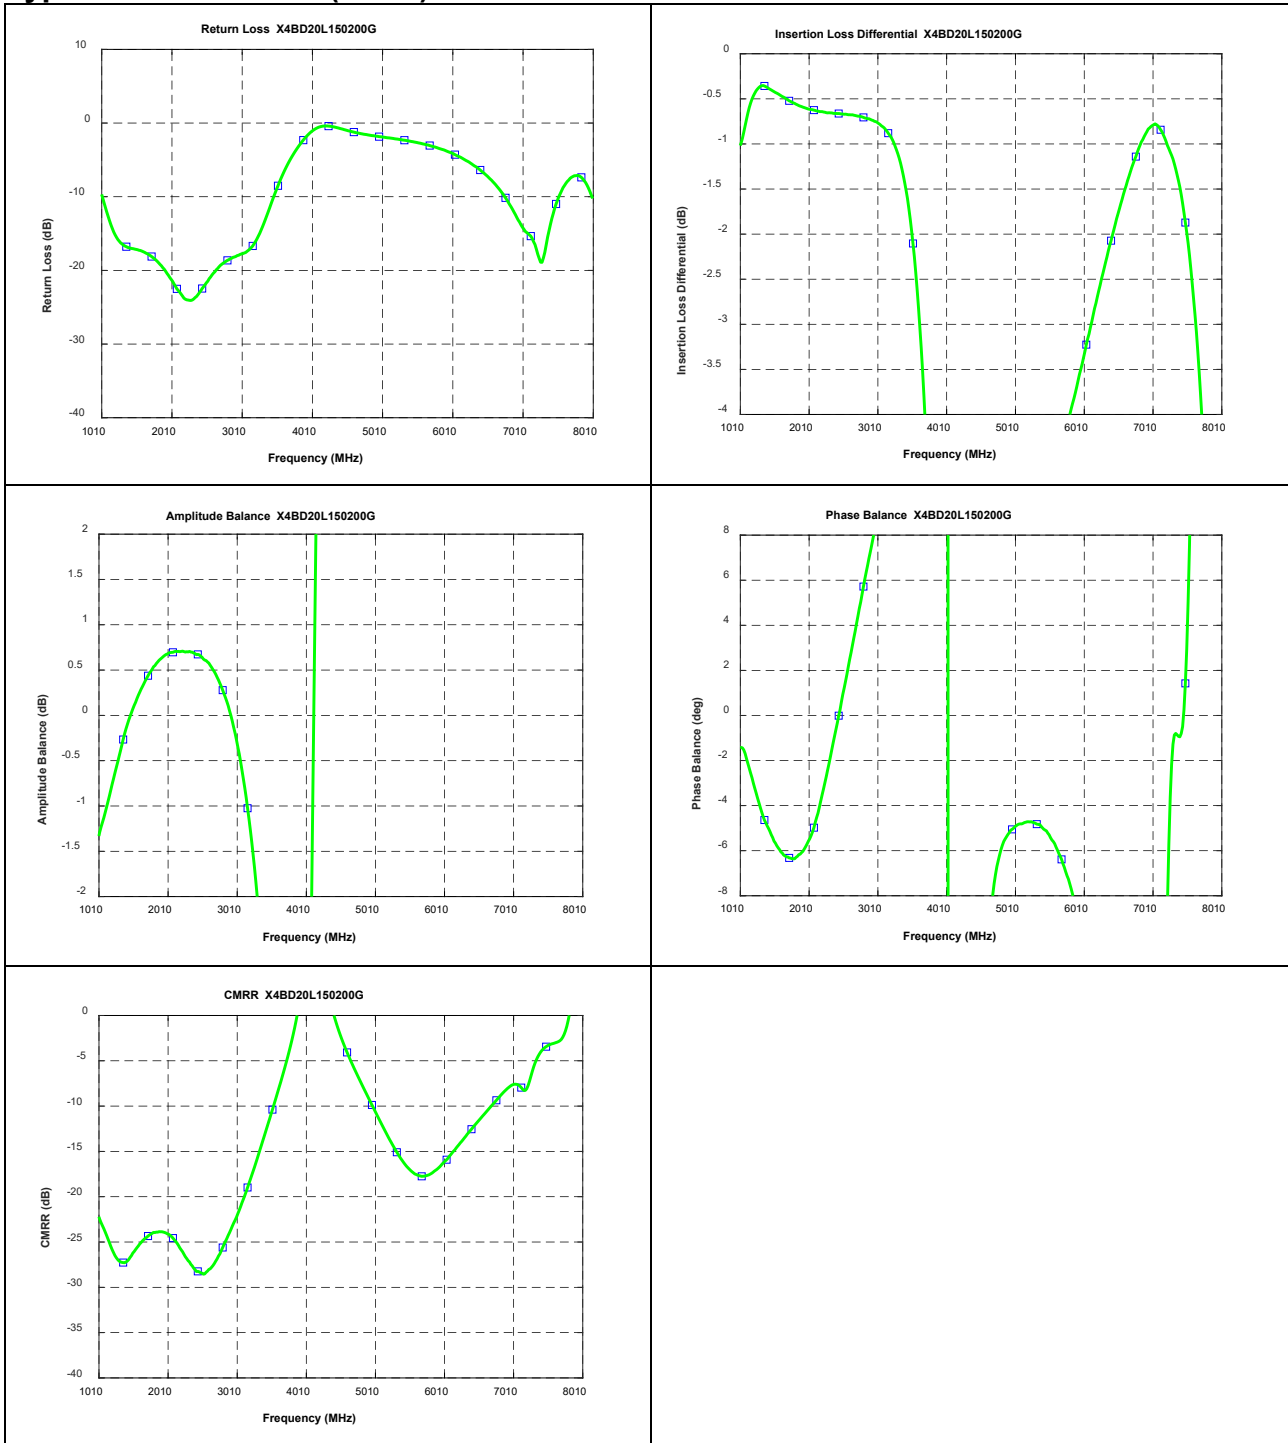 Return Loss X4BD20L150200G
10
0
-10
-20
-30
-40
Return Loss (dB)
1010 2010 3010 4010 5010 6010 7010 8010
Frequency (MHz)
Insertion Loss Differential X4BD20L150200G
0
-0.5
-1
-1.5
-2
-2.5
-3
-3.5
-4
Insertion Loss Differential (dB)
1010 2010 3010 4010 5010 6010 7010 8010
Frequency (MHz)
Amplitude Balance X4BD20L150200G
2
1.5
1
0.5
0
-0.5
-1
-1.5
-2
Amplitude Balance (dB)
1010 2010 3010 4010 5010 6010 7010 8010
Frequency (MHz)
Phase Balance X4BD20L150200G
8
6
4
2
0
-2
-4
-6
-8
Phase Balance (deg)
1010 2010 3010 4010 5010 6010 7010 8010
Frequency (MHz)
CMRR X4BD20L150200G
0
-5
-10
-15
-20
-25
-30
-35
-40
CMRR (dB)
1010 2010 3010 4010 5010 6010 7010 8010
Frequency (MHz)